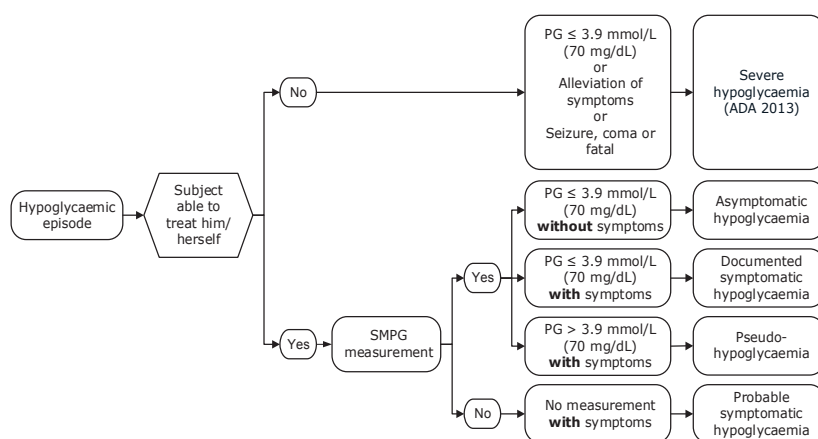 Hypoglycaemic
episode
Subject
able to
treat him/
herself
No
PG ≤ 3.9 mmol/L
(70 mg/dL)
or
Alleviation of
symptoms
or
Seizure, coma or
fatal
Severe
hypoglycaemia
(ADA 2013)
Yes
SMPG
measurement
Yes
PG ≤ 3.9 mmol/L
(70 mg/dL)
without symptoms
Asymptomatic
hypoglycaemia
PG ≤ 3.9 mmol/L
(70 mg/dL)
with symptoms
Documented
symptomatic
hypoglycaemia
PG > 3.9 mmol/L
(70 mg/dL)
with symptoms
Pseudo-
hypoglycaemia
No
No measurement
with symptoms
Probable
symptomatic
hypoglycaemia